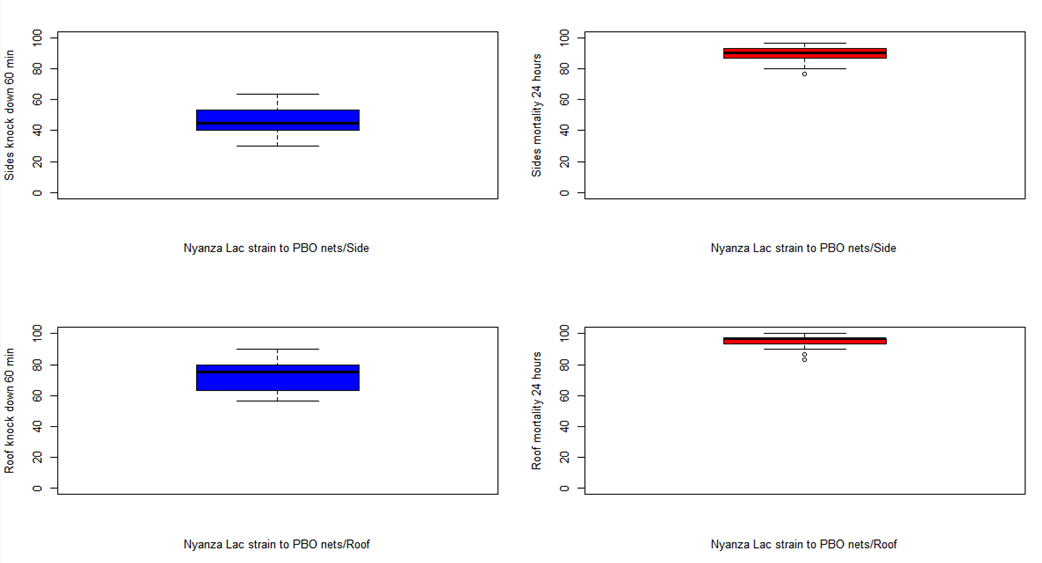 Sides knock down 60 min
0 20 40 60 80 100
Nyanza Lac strain to PBO nets/Side
Sides mortality 24 hours
0 20 40 60 80 100
Nyanza Lac strain to PBO nets/Side
Roof knock down 60 min
0 20 40 60 80 100
Nyanza Lac strain to PBO nets/Roof
Roof mortality 24 hours
0 20 40 60 80 100
Nyanza Lac strain to PBO nets/Roof